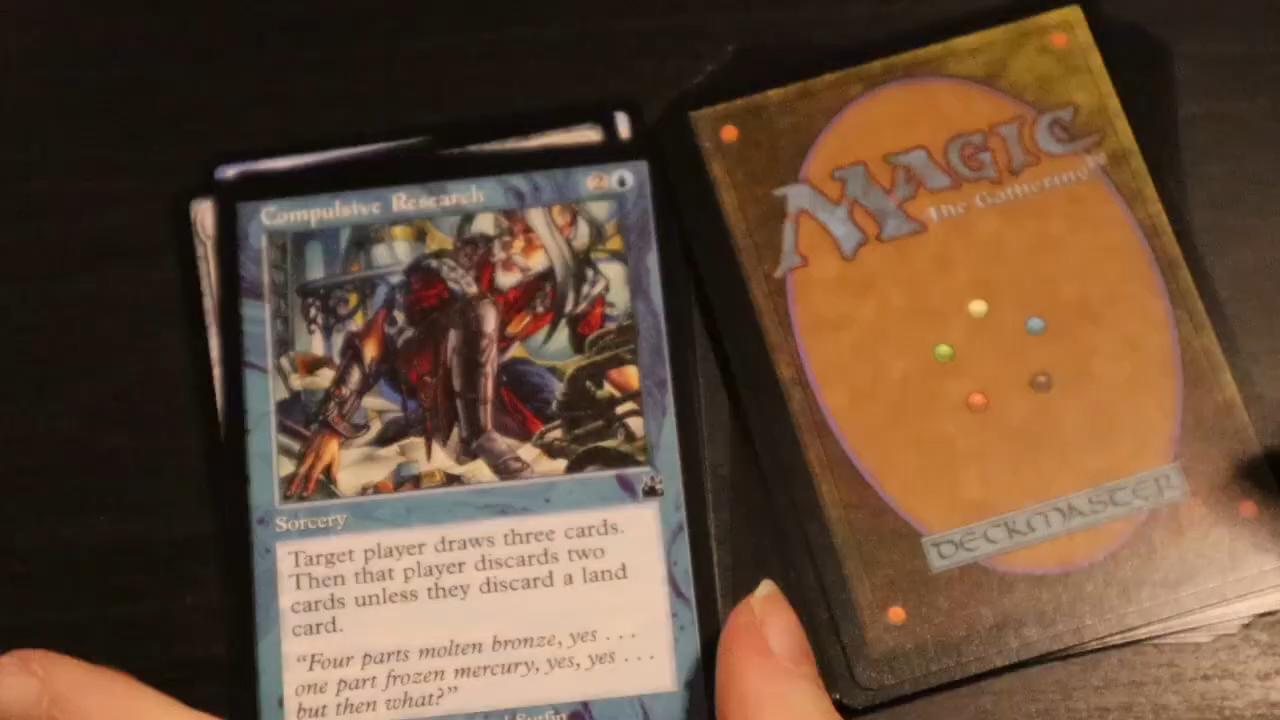 Compulsive Research
2
Sorcery
Target player draws three cards.
Then that player discards two
cards unless they discard a land
card.
"Four parts molten bronze, yes . . .
one part frozen mercury, yes, yes . . .
but then what?"
MAGIC
The Gathering
DECKMASTER